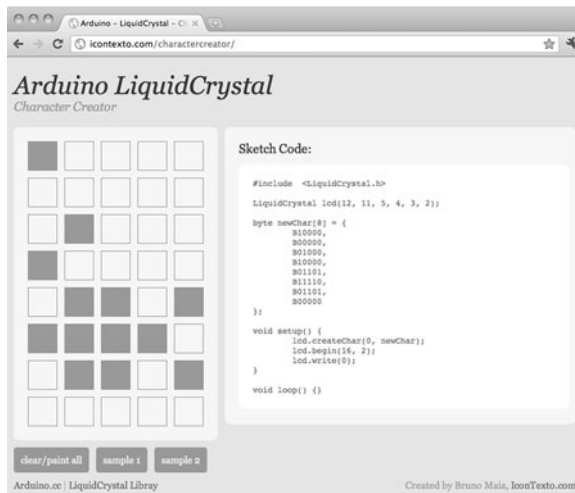 Arduino - LiquidCrystal - Ch
icontexto.com/charactercreator/
Arduino LiquidCrystal
Character Creator
Sketch Code:
#include <LiquidCrystal.h>
LiquidCrystal lcd(12, 11, 5, 4, 3, 2);
byte newChar[8] = {
B10000,
B00000,
B01000,
B10000,
B01101,
B11110,
B01101,
B00000
};
void setup() {
lcd.createChar(0, newChar);
lcd.begin(16, 2);
lcd.write(0);
}
void loop() {}
clear/paint all sample 1 sample 2
Arduino.cc | LiquidCrystal Libray
Created by Bruno Maia, IconTexto.com